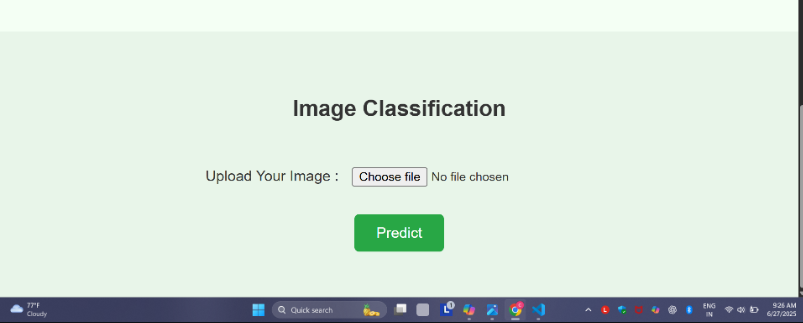 Image Classification
Upload Your Image : Choose file No file chosen
Predict
77°F
Cloudy
Quick search
1
ENG
IN
9:26 AM
6/27/2025